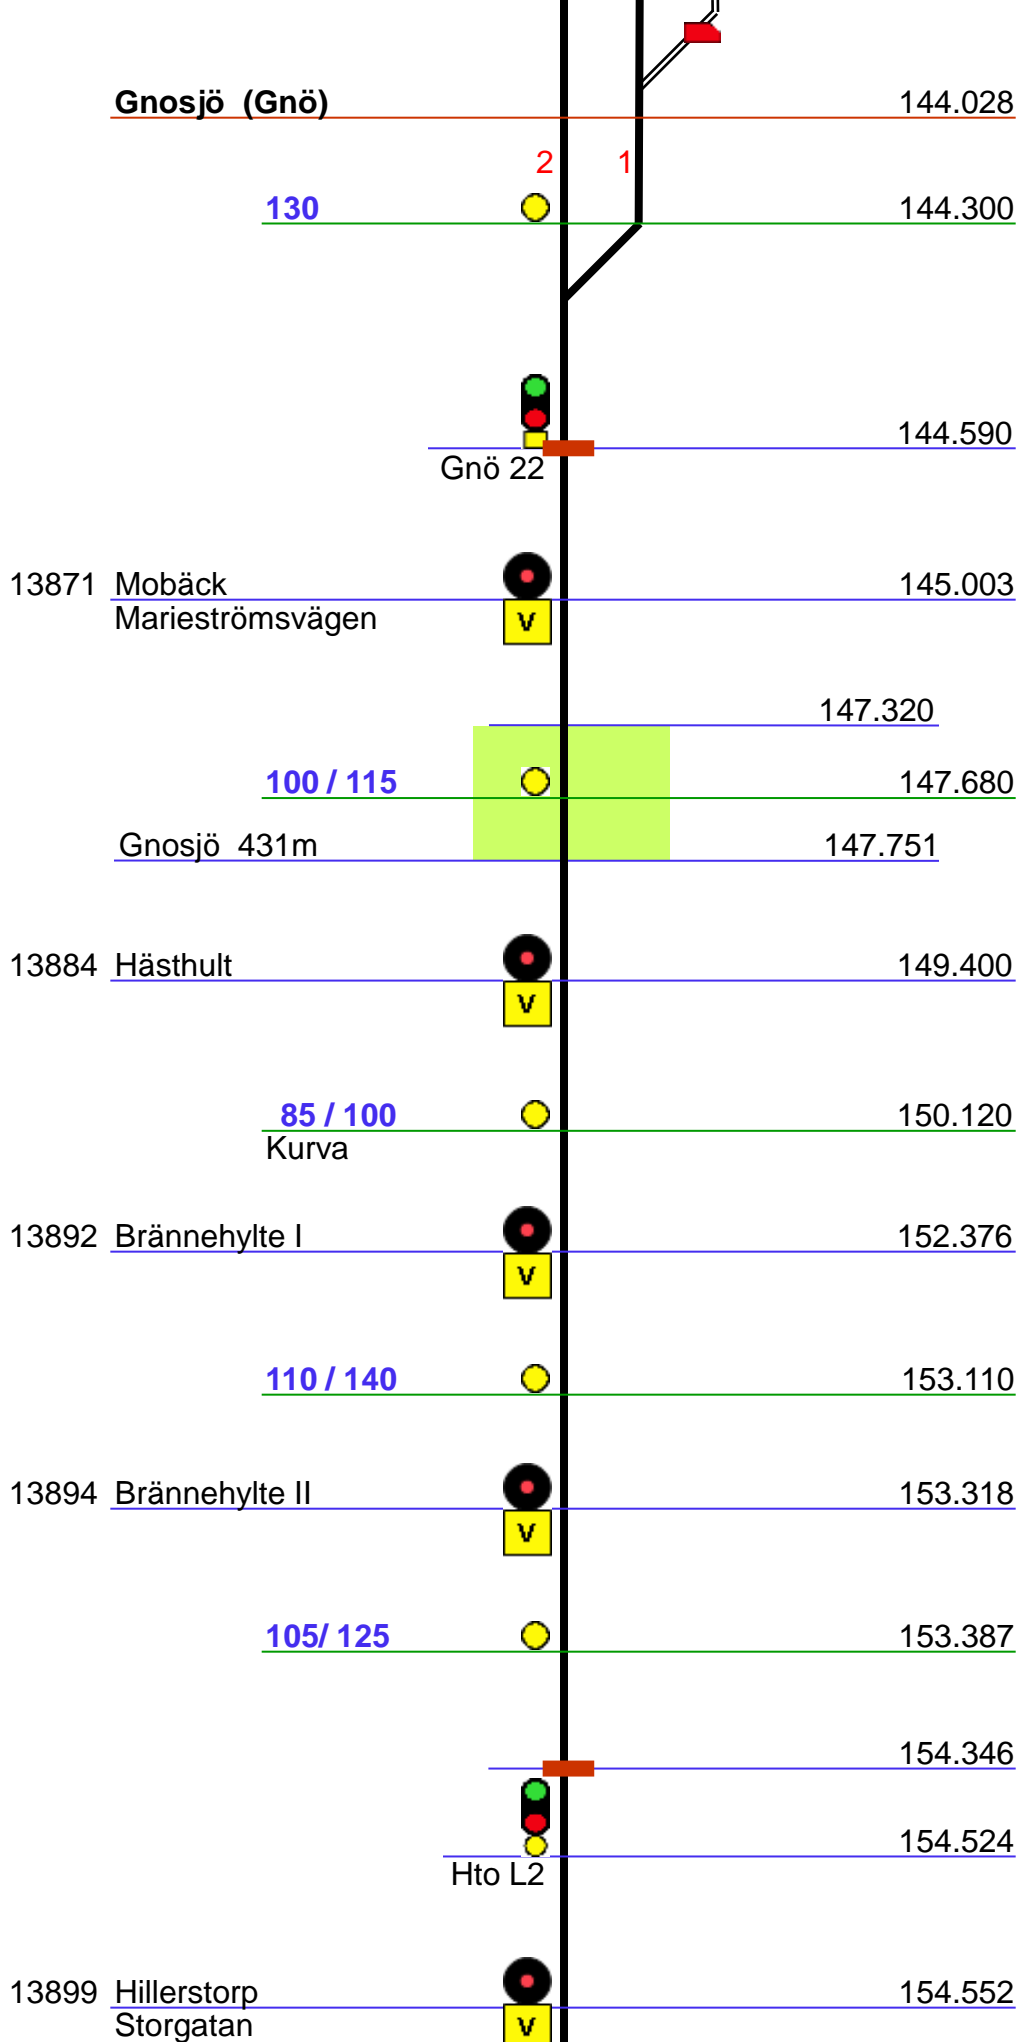 Gnosjö (Gnö) 144.028
2 1
130 144.300
144.590
Gnö 22
13871 Mobäck 145.003
Marieströmsvägen
V
147.320
100 / 115 147.680
Gnosjö 431m 147.751
13884 Hästhult 149.400
V
85 / 100 150.120
Kurva
13892 Brännehylte I 152.376
V
110 / 140 153.110
13894 Brännehylte II 153.318
V
105/ 125 153.387
154.346
154.524
Hto L2
13899 Hillerstorp 154.552
Storgatan
V